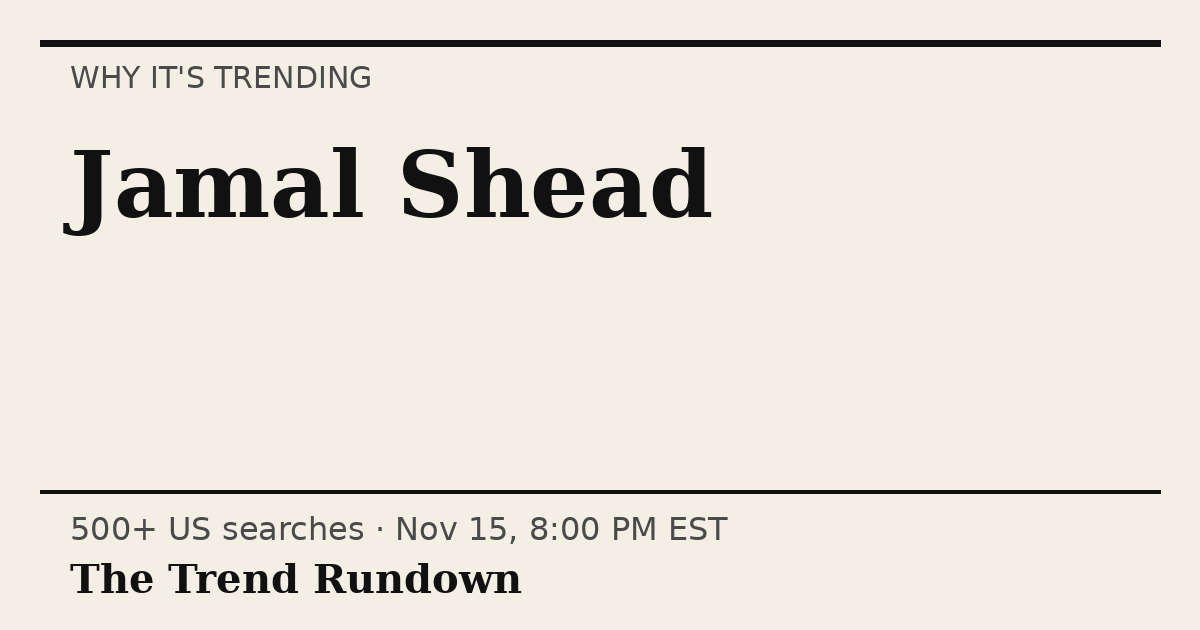 WHY IT'S TRENDING
Jamal Shead
500+ US searches · Nov 15, 8:00 PM EST
The Trend Rundown